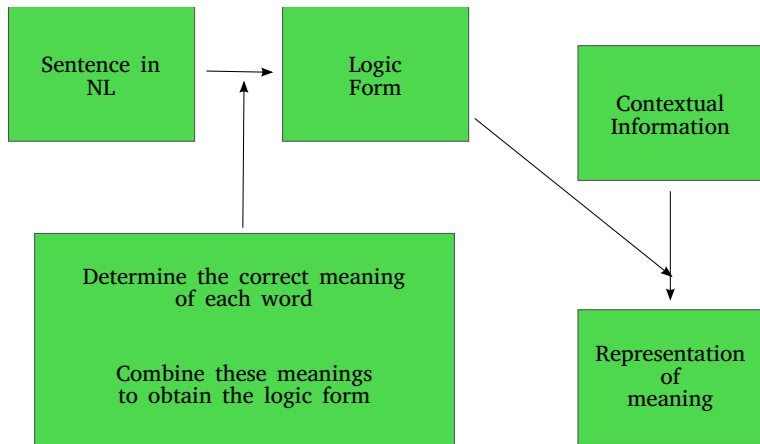 Sentence in
NL
Logic
Form
Contextual
Information
Determine the correct meaning
of each word
Combine these meanings
to obtain the logic form
Representation
of
meaning